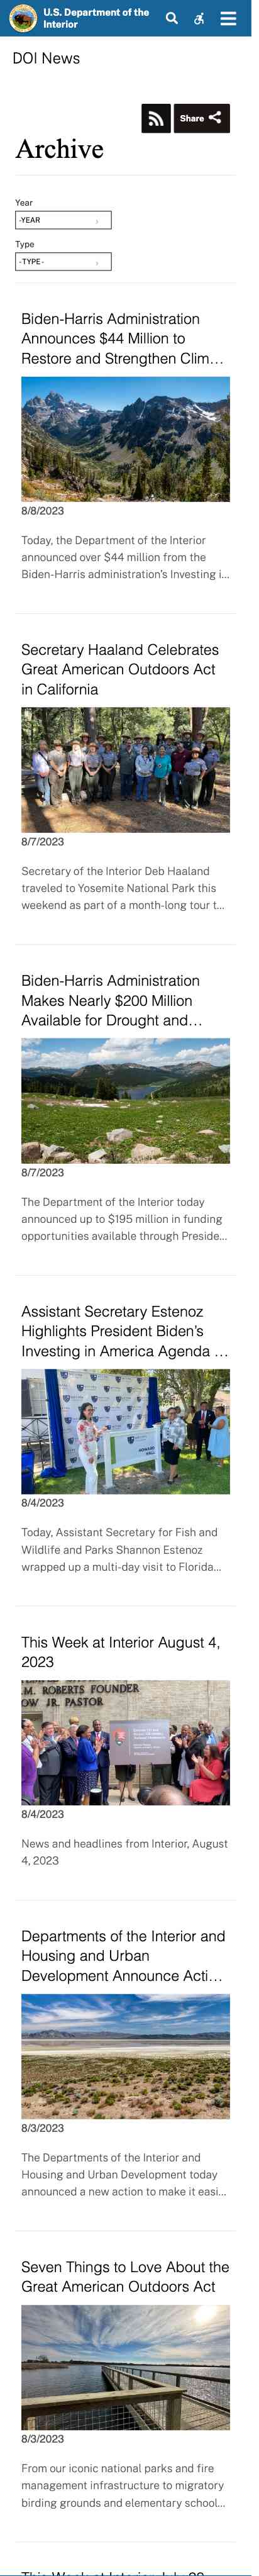 U.S. Department of the
Interior
DOI News
Share
Archive
Year
-YEAR
Type
- TYPE -
Biden-Harris Administration
Announces $44 Million to
Restore and Strengthen Clim…
8/8/2023
Today, the Department of the Interior
announced over $44 million from the
Biden-Harris administration’s Investing i…
Secretary Haaland Celebrates
Great American Outdoors Act
in California
8/7/2023
Secretary of the Interior Deb Haaland
traveled to Yosemite National Park this
weekend as part of a month-long tour t…
Biden-Harris Administration
Makes Nearly $200 Million
Available for Drought and…
8/7/2023
The Department of the Interior today
announced up to $195 million in funding
opportunities available through Preside…
Assistant Secretary Estenoz
Highlights President Biden’s
Investing in America Agenda …
HOWARD
HALL
8/4/2023
Today, Assistant Secretary for Fish and
Wildlife and Parks Shannon Estenoz
wrapped up a multi-day visit to Florida…
This Week at Interior August 4,
2023
M. ROBERTS FOUNDER
OW JR. PASTOR
8/4/2023
News and headlines from Interior, August
4, 2023
Departments of the Interior and
Housing and Urban
Development Announce Acti…
8/3/2023
The Departments of the Interior and
Housing and Urban Development today
announced a new action to make it easi…
Seven Things to Love About the
Great American Outdoors Act
8/3/2023
From our iconic national parks and fire
management infrastructure to migratory
birding grounds and elementary school…